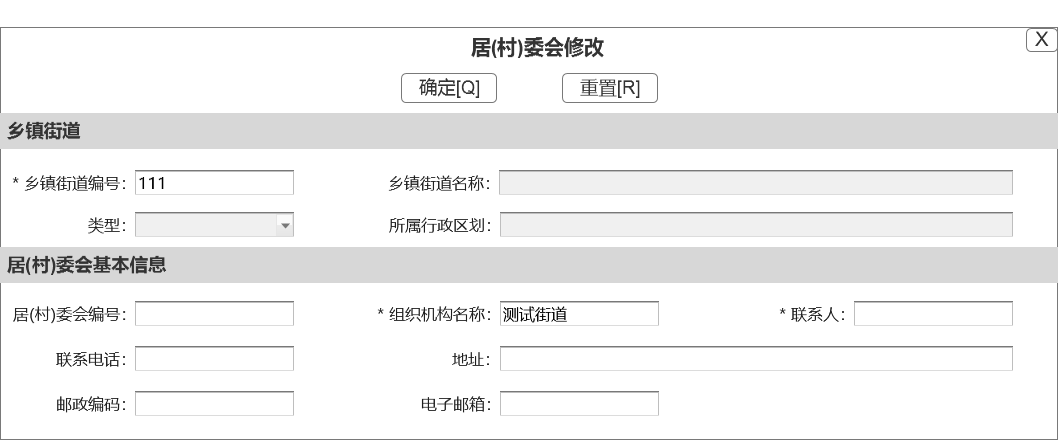 居(村)委会修改
X
确定[Q] 重置[R]
乡镇街道
* 乡镇街道编号: 111 乡镇街道名称:
类型: 所属行政区划:
居(村)委会基本信息
居(村)委会编号: * 组织机构名称: 测试街道 * 联系人:
联系电话: 地址:
邮政编码: 电子邮箱: